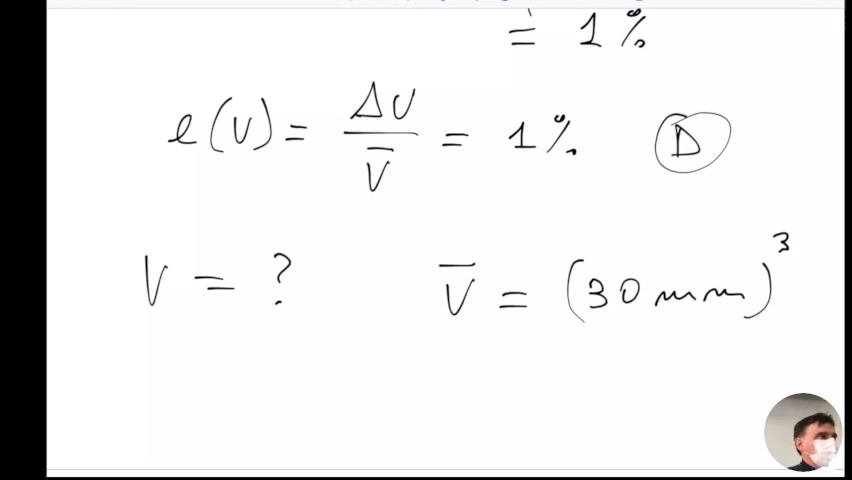 = 1 %
e(V) = ΔV / V̅ = 1 % D
V = ? V̅ = (30 mm)³